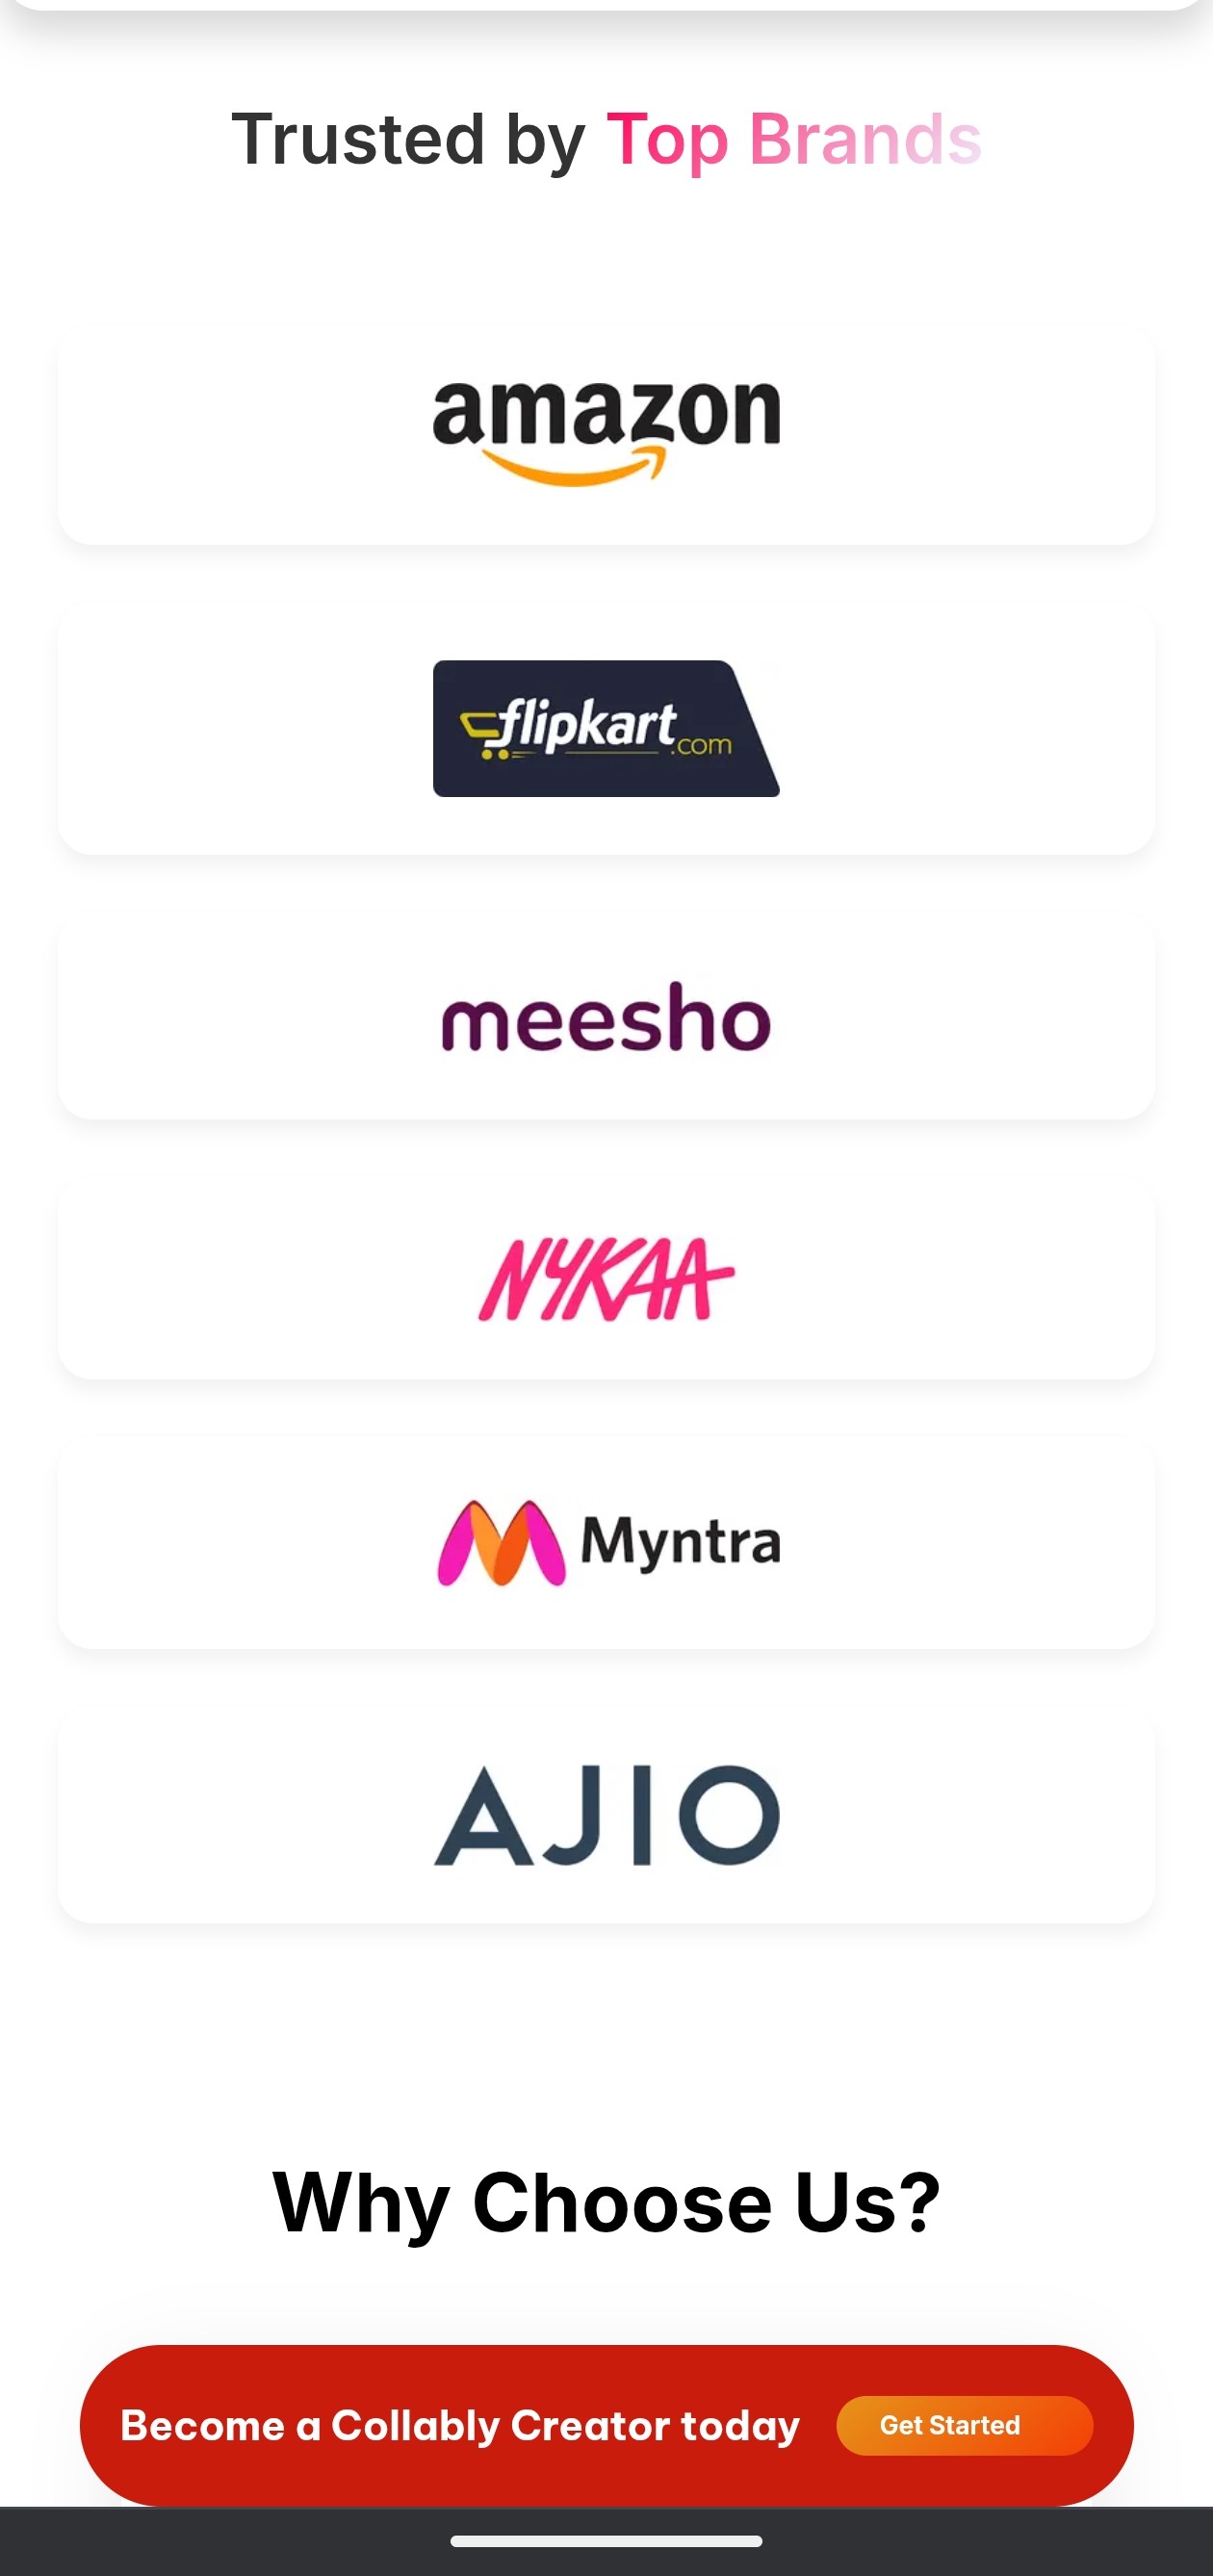 Trusted by Top Brands
amazon
flipkart.com
meesho
NYKAA
Myntra
AJIO
Why Choose Us?
Become a Collably Creator today
Get Started